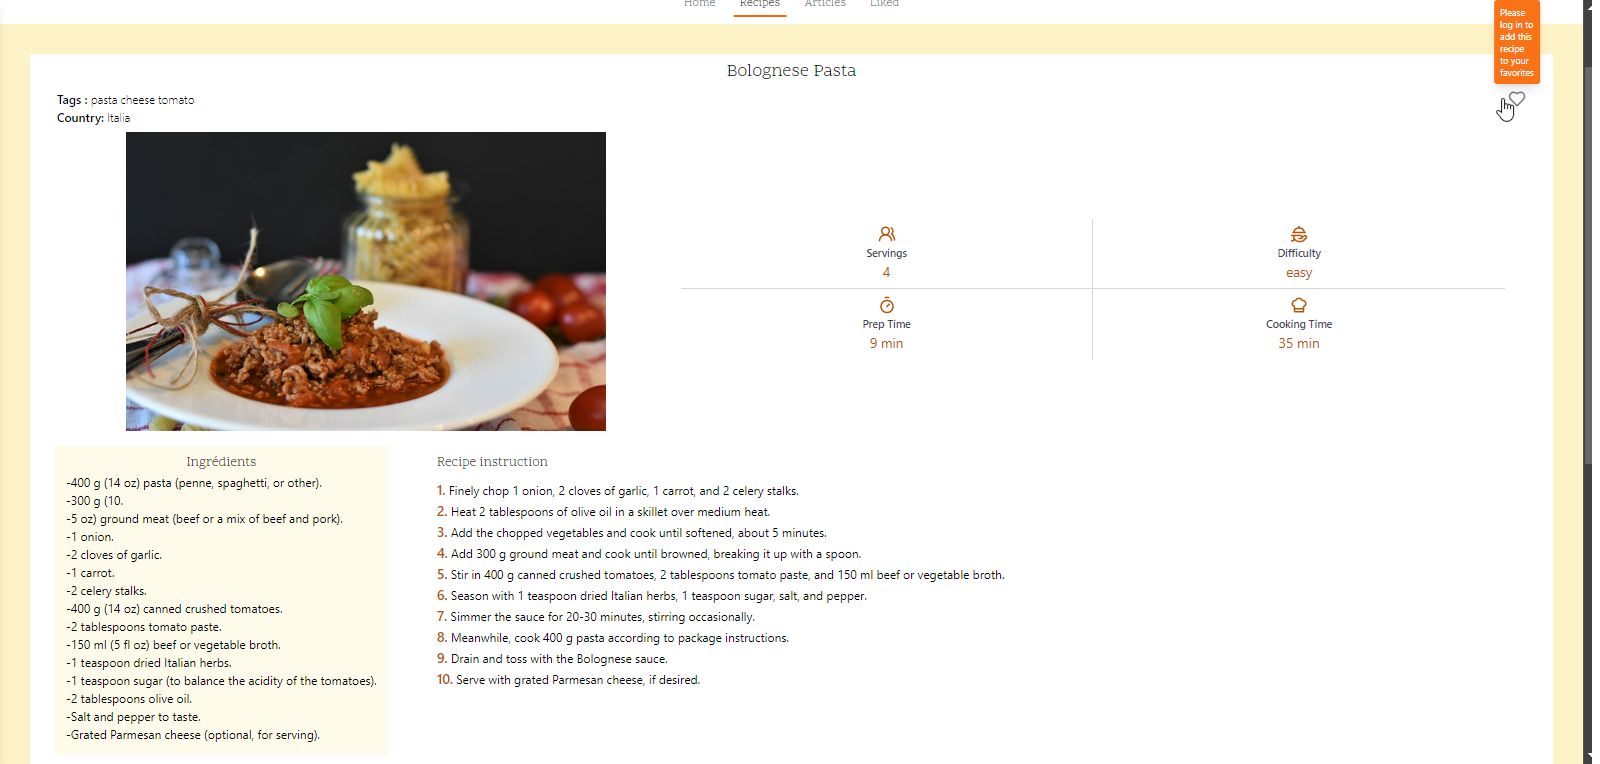 Home Recipes Articles Liked
Please
log in to
add this
recipe
to your
favorites
Bolognese Pasta
Tags : pasta cheese tomato
Country: Italia
Servings
4
Difficulty
easy
Prep Time
9 min
Cooking Time
35 min
Ingrédients
-400 g (14 oz) pasta (penne, spaghetti, or other).
-300 g (10.
-5 oz) ground meat (beef or a mix of beef and pork).
-1 onion.
-2 cloves of garlic.
-1 carrot.
-2 celery stalks.
-400 g (14 oz) canned crushed tomatoes.
-2 tablespoons tomato paste.
-150 ml (5 fl oz) beef or vegetable broth.
-1 teaspoon dried Italian herbs.
-1 teaspoon sugar (to balance the acidity of the tomatoes).
-2 tablespoons olive oil.
-Salt and pepper to taste.
-Grated Parmesan cheese (optional, for serving).
Recipe instruction
1. Finely chop 1 onion, 2 cloves of garlic, 1 carrot, and 2 celery stalks.
2. Heat 2 tablespoons of olive oil in a skillet over medium heat.
3. Add the chopped vegetables and cook until softened, about 5 minutes.
4. Add 300 g ground meat and cook until browned, breaking it up with a spoon.
5. Stir in 400 g canned crushed tomatoes, 2 tablespoons tomato paste, and 150 ml beef or vegetable broth.
6. Season with 1 teaspoon dried Italian herbs, 1 teaspoon sugar, salt, and pepper.
7. Simmer the sauce for 20-30 minutes, stirring occasionally.
8. Meanwhile, cook 400 g pasta according to package instructions.
9. Drain and toss with the Bolognese sauce.
10. Serve with grated Parmesan cheese, if desired.